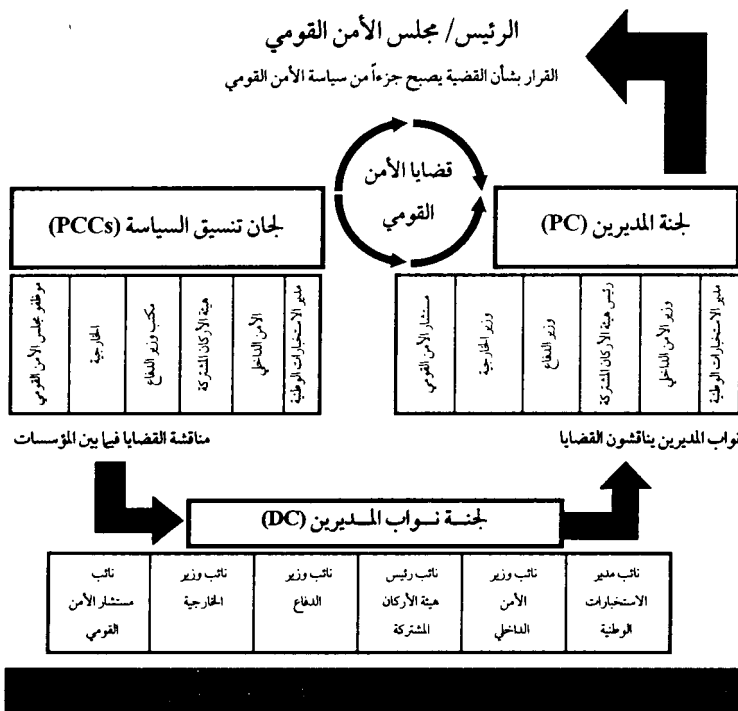 الرئيس/ مجلس الأمن القومي
القرار بشأن القضية يصبح جزءاً من سياسة الأمن القومي
قضايا الأمن
القومي
لجنة المديرين (PC)
لجان تنسيق السياسة (PCCs)
مدير الاستخبارات الوطنية
وزير الأمن الداخلي
رئيس هيئة الأركان المشتركة
وزير الدفاع
وزير الخارجية
مستشار الأمن القومي
مدير الاستخبارات الوطنية
الأمن الداخلي
هيئة الأركان المشتركة
مكتب وزير الدفاع
الخارجية
موظفو مجلس الأمن القومي
نواب المديرين يناقشون القضايا
مناقشة القضايا فيما بين المؤسسات
لجنـة نـواب المـديرين (DC)
نائب مدير
الاستخبارات
الوطنية
نائب وزير
الأمن
الداخلي
نائب رئيس
هيئة الأركان
المشتركة
نائب وزير
الدفاع
نائب وزير
الخارجية
نائب
مستشار الأمن
القومي